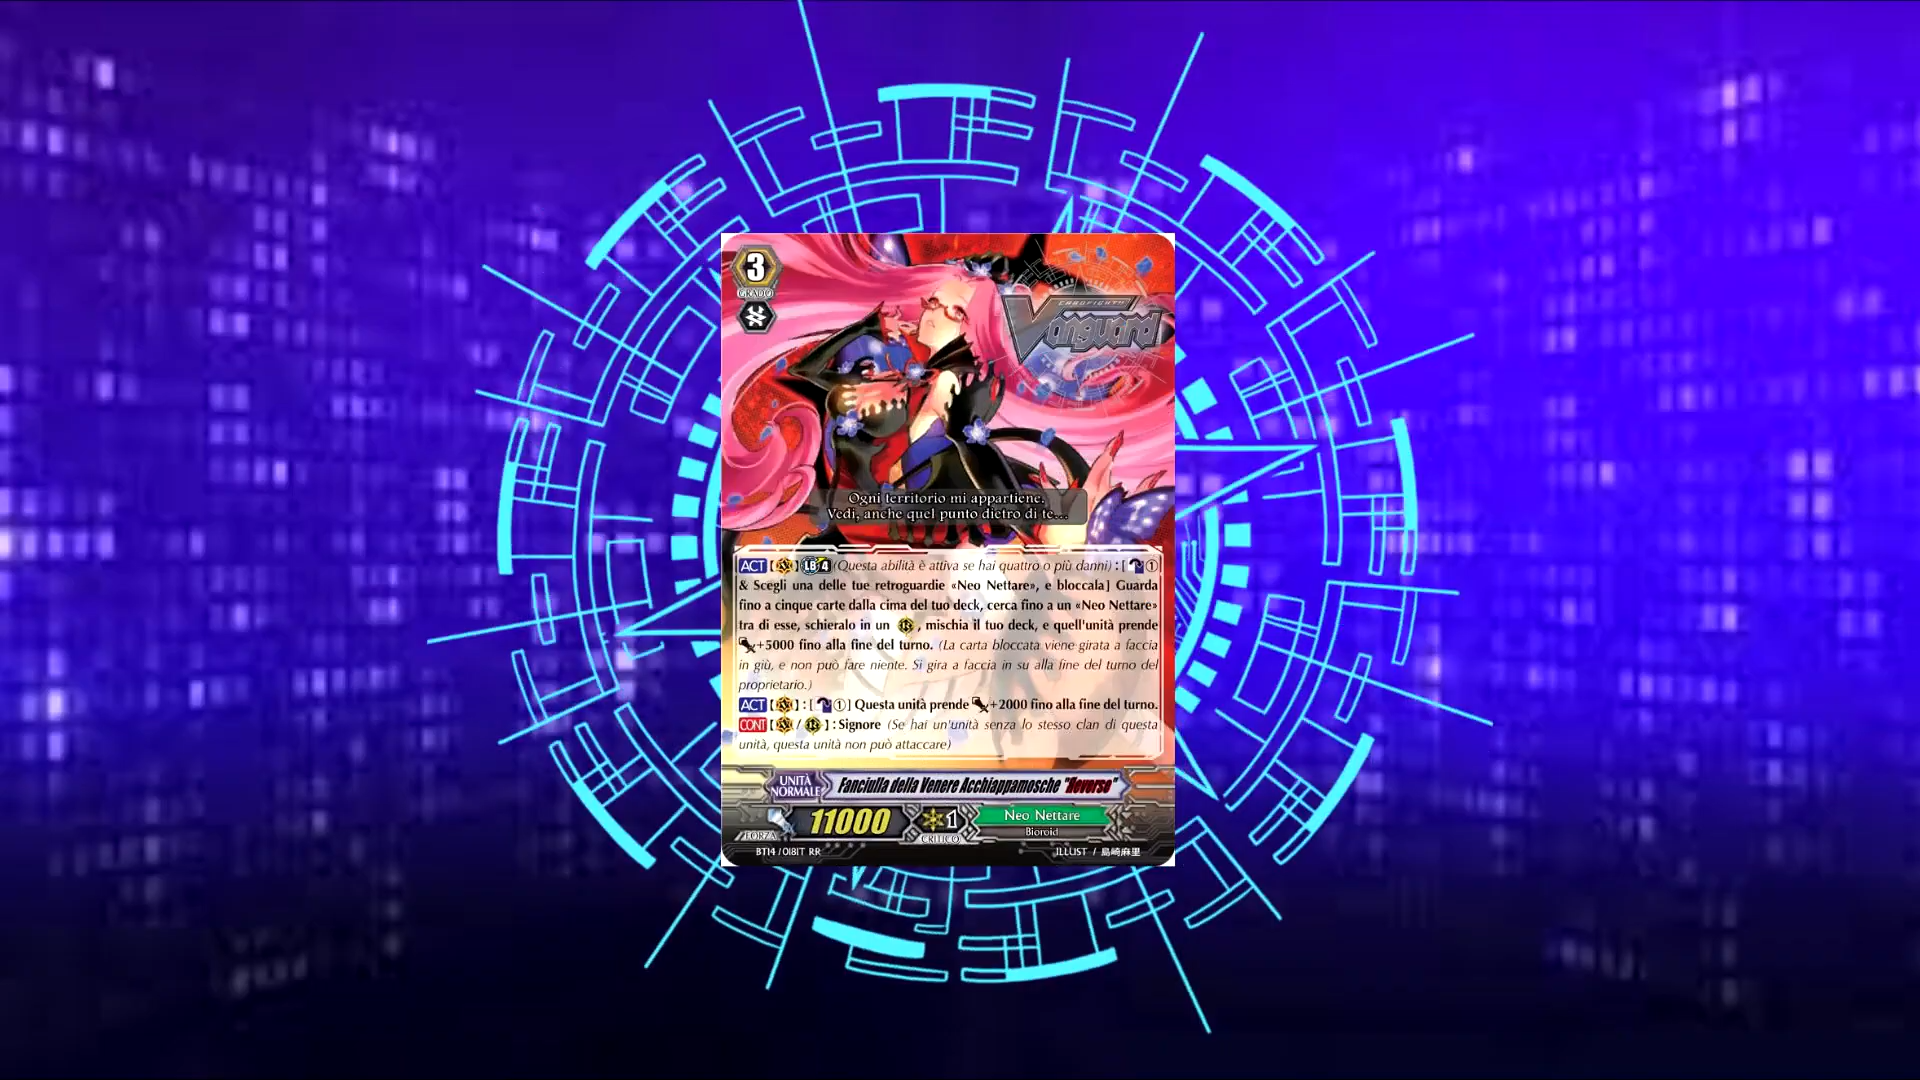 3
GRADO
CARDFIGHT!!
Vanguard
Ogni territorio mi appartiene.
Vedi, anche quel punto dietro di te...
ACT [ ] LB 4 (Questa abilità è attiva se hai quattro o più danni) : [ ①
& Scegli una delle tue retroguardie «Neo Nettare», e bloccala] Guarda
fino a cinque carte dalla cima del tuo deck, cerca fino a un «Neo Nettare»
tra di esse, schieralo in un R , mischia il tuo deck, e quell'unità prende
+5000 fino alla fine del turno. (La carta bloccata viene girata a faccia
in giù, e non può fare niente. Si gira a faccia in su alla fine del turno del
proprietario.)
ACT [ ] : [ ①] Questa unità prende +2000 fino alla fine del turno.
CONT [ / R ] : Signore (Se hai un'unità senza lo stesso clan di questa
unità, questa unità non può attaccare)
UNITÀ
NORMALE
Fanciulla della Venere Acchiappamosche "Reverse"
FORZA
11000
1
CRITICO
Neo Nettare
Bioroid
BT14 / 018IT RR
ILLUST / 島崎麻里